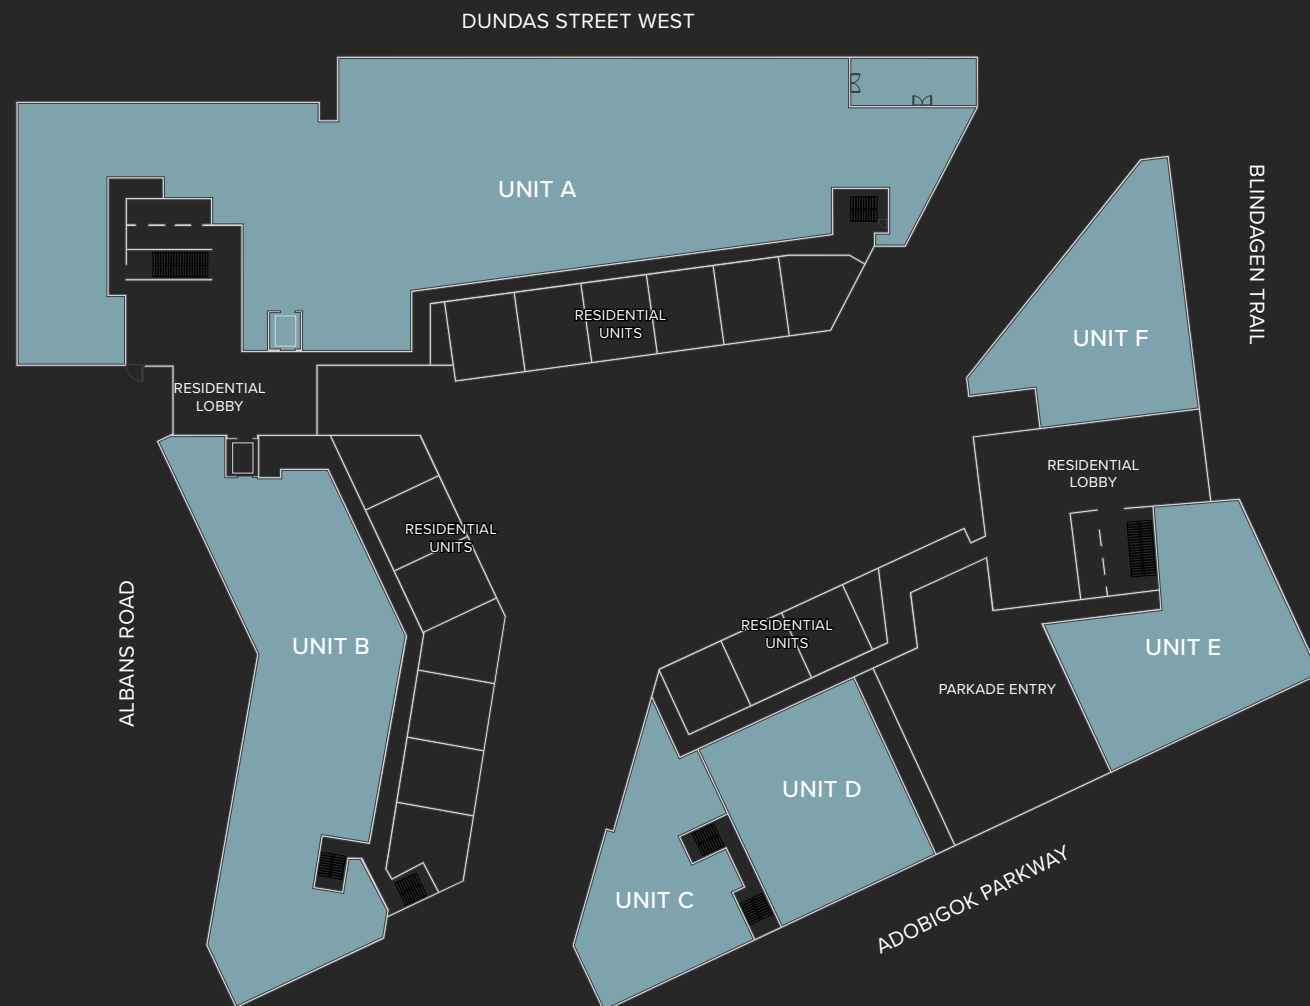 DUNDAS STREET WEST
UNIT A
BLINDAGEN TRAIL
RESIDENTIAL
UNITS
UNIT F
RESIDENTIAL
LOBBY
RESIDENTIAL
LOBBY
RESIDENTIAL
UNITS
ALBANS ROAD
UNIT B
RESIDENTIAL
UNITS
UNIT E
PARKADE ENTRY
UNIT D
UNIT C
ADOBIGOK PARKWAY